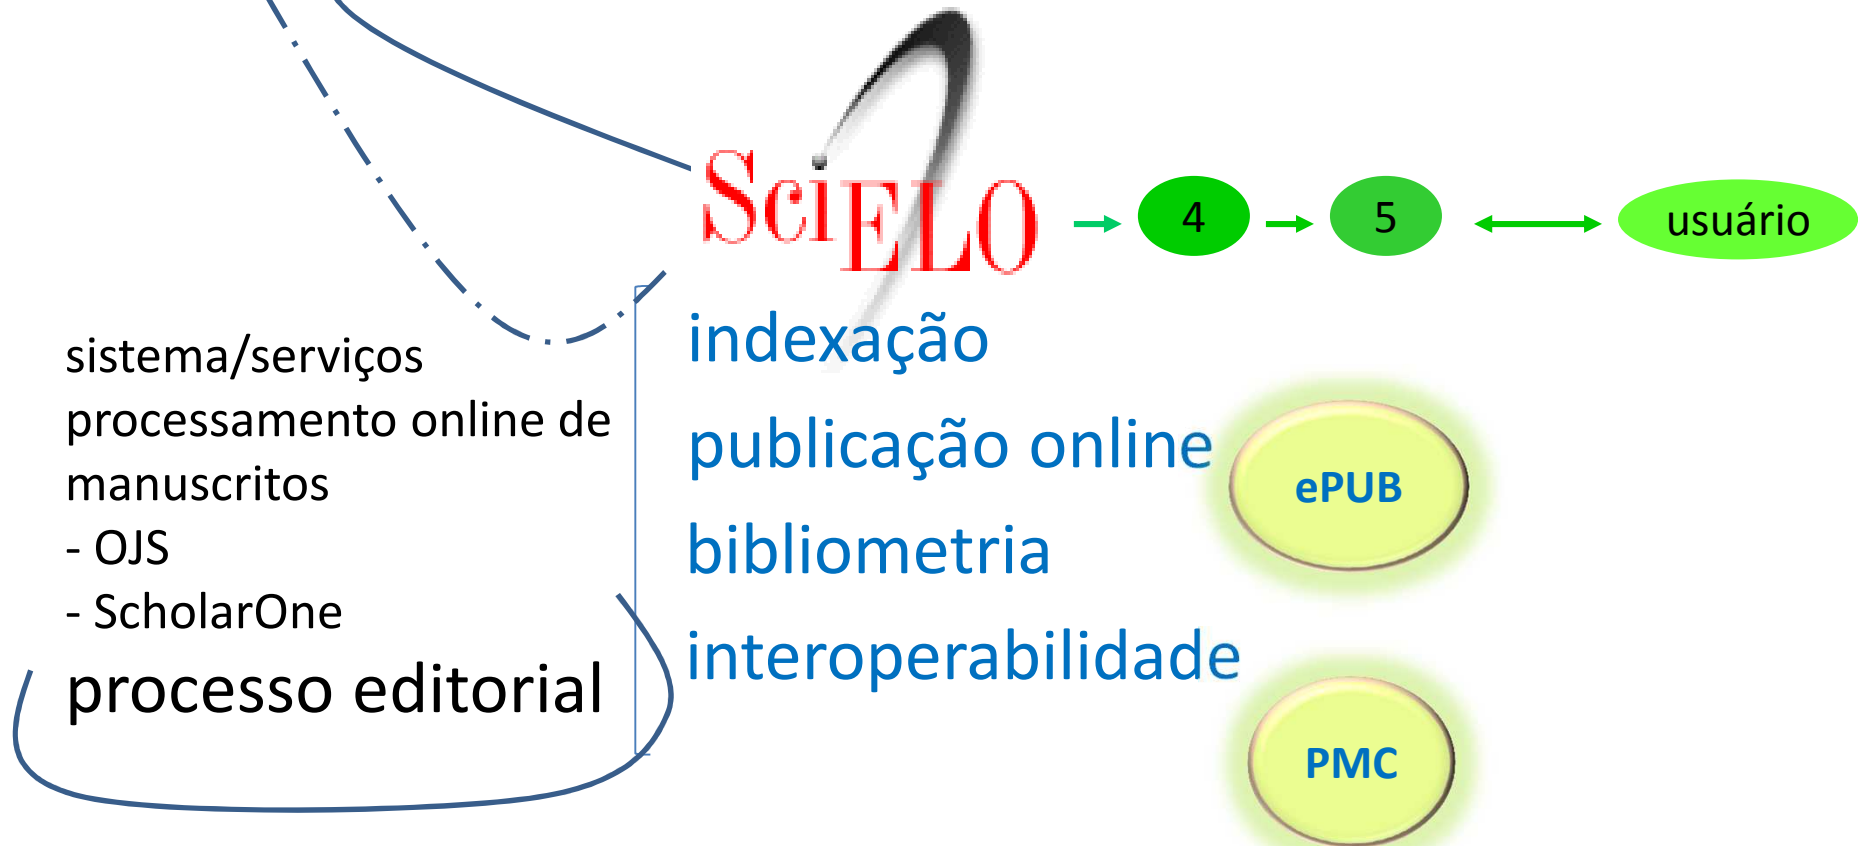 SciELO
4
5
usuário
sistema/serviços
processamento online de
manuscritos
- OJS
- ScholarOne
processo editorial
indexação
publicação online
bibliometria
interoperabilidade
ePUB
PMC